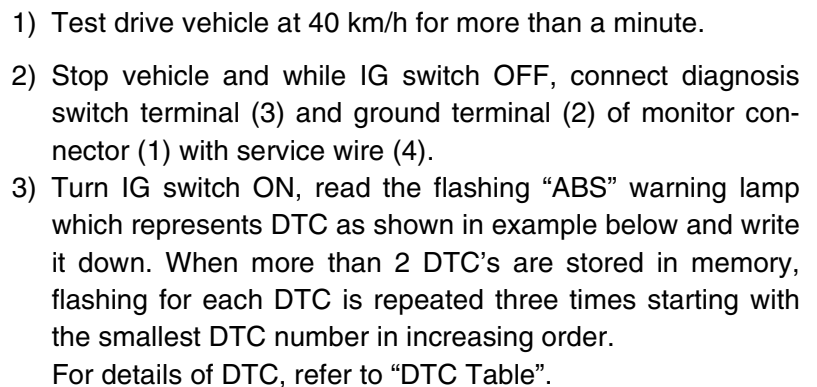 1) Test drive vehicle at 40 km/h for more than a minute.
2) Stop vehicle and while IG switch OFF, connect diagnosis
switch terminal (3) and ground terminal (2) of monitor con-
nector (1) with service wire (4).
3) Turn IG switch ON, read the flashing “ABS” warning lamp
which represents DTC as shown in example below and write
it down. When more than 2 DTC’s are stored in memory,
flashing for each DTC is repeated three times starting with
the smallest DTC number in increasing order.
For details of DTC, refer to “DTC Table”.